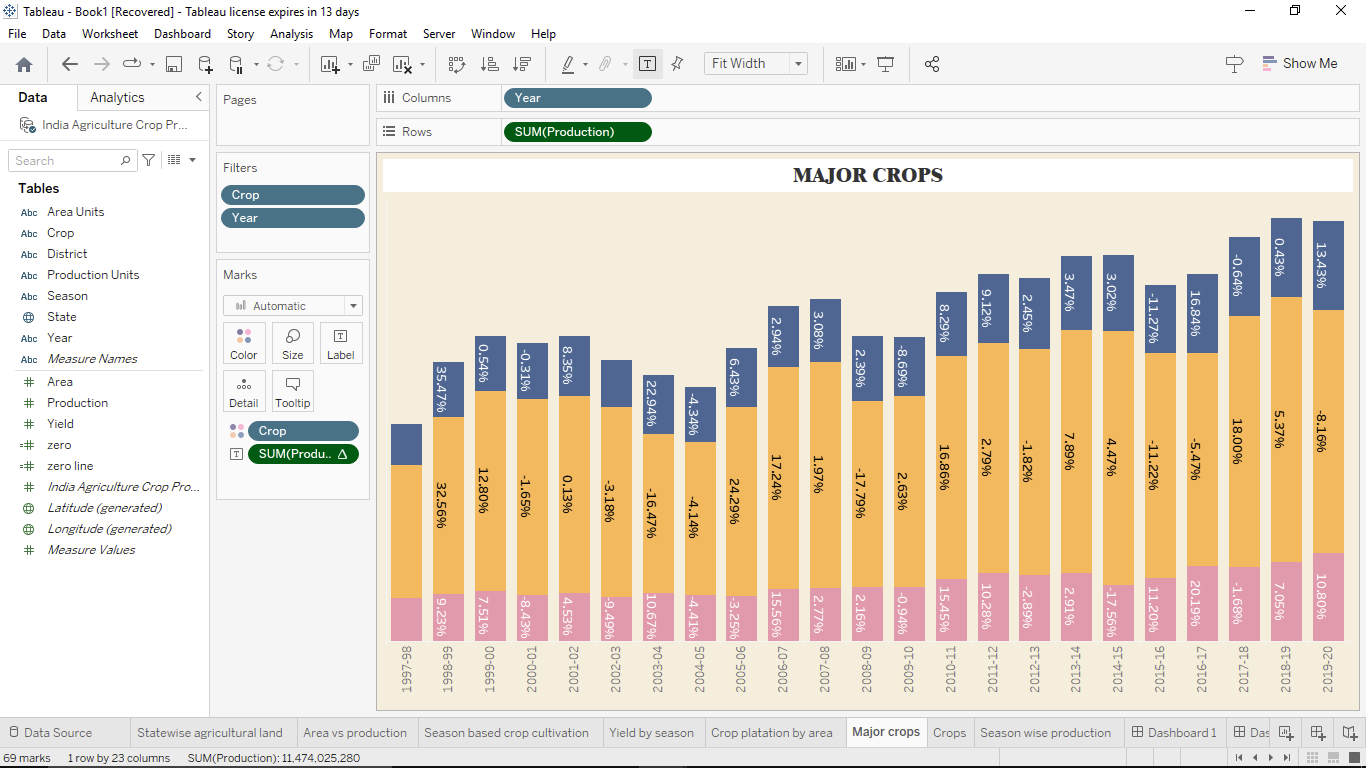 Tableau - Book1 [Recovered] - Tableau license expires in 13 days
File Data Worksheet Dashboard Story Analysis Map Format Server Window Help
Fit Width
Show Me
Data Analytics
India Agriculture Crop Pr...
Search
Tables
Abc Area Units
Abc Crop
Abc District
Abc Production Units
Abc Season
State
Abc Year
Abc Measure Names
Area
Production
Yield
zero
zero line
India Agriculture Crop Pro...
Latitude (generated)
Longitude (generated)
Measure Values
Pages
Filters
Crop
Year
Marks
Automatic
Color Size Label
Detail Tooltip
Crop
SUM(Produ.. Δ
Columns Year
Rows SUM(Production)
MAJOR CROPS
35.47% 0.54% -0.31% 8.35% 22.94% -4.34% 6.43% 2.94% 3.08% 2.39% -8.69% 8.29% 9.12% 2.45% 3.47% 3.02% -11.27% 16.84% -0.64% 0.43% 13.43%
32.56% 12.80% -1.65% 0.13% -3.18% -16.47% -4.14% 24.29% 17.24% 1.97% -17.79% 2.63% 16.86% 2.79% -1.82% 7.89% 4.47% -11.22% -5.47% 18.00% 5.37% -8.16%
9.23% 7.51% -8.43% 4.53% -9.49% 10.67% -4.41% -3.25% 15.56% 2.77% 2.16% -0.94% 15.45% 10.28% -2.89% 2.91% -17.56% 11.20% 20.19% -1.68% 7.05% 10.80%
1997-98 1998-99 1999-00 2000-01 2001-02 2002-03 2003-04 2004-05 2005-06 2006-07 2007-08 2008-09 2009-10 2010-11 2011-12 2012-13 2013-14 2014-15 2015-16 2016-17 2017-18 2018-19 2019-20
Data Source Statewise agricultural land Area vs production Season based crop cultivation Yield by season Crop platation by area Major crops Crops Season wise production Dashboard 1 Das
69 marks 1 row by 23 columns SUM(Production): 11,474,025,280